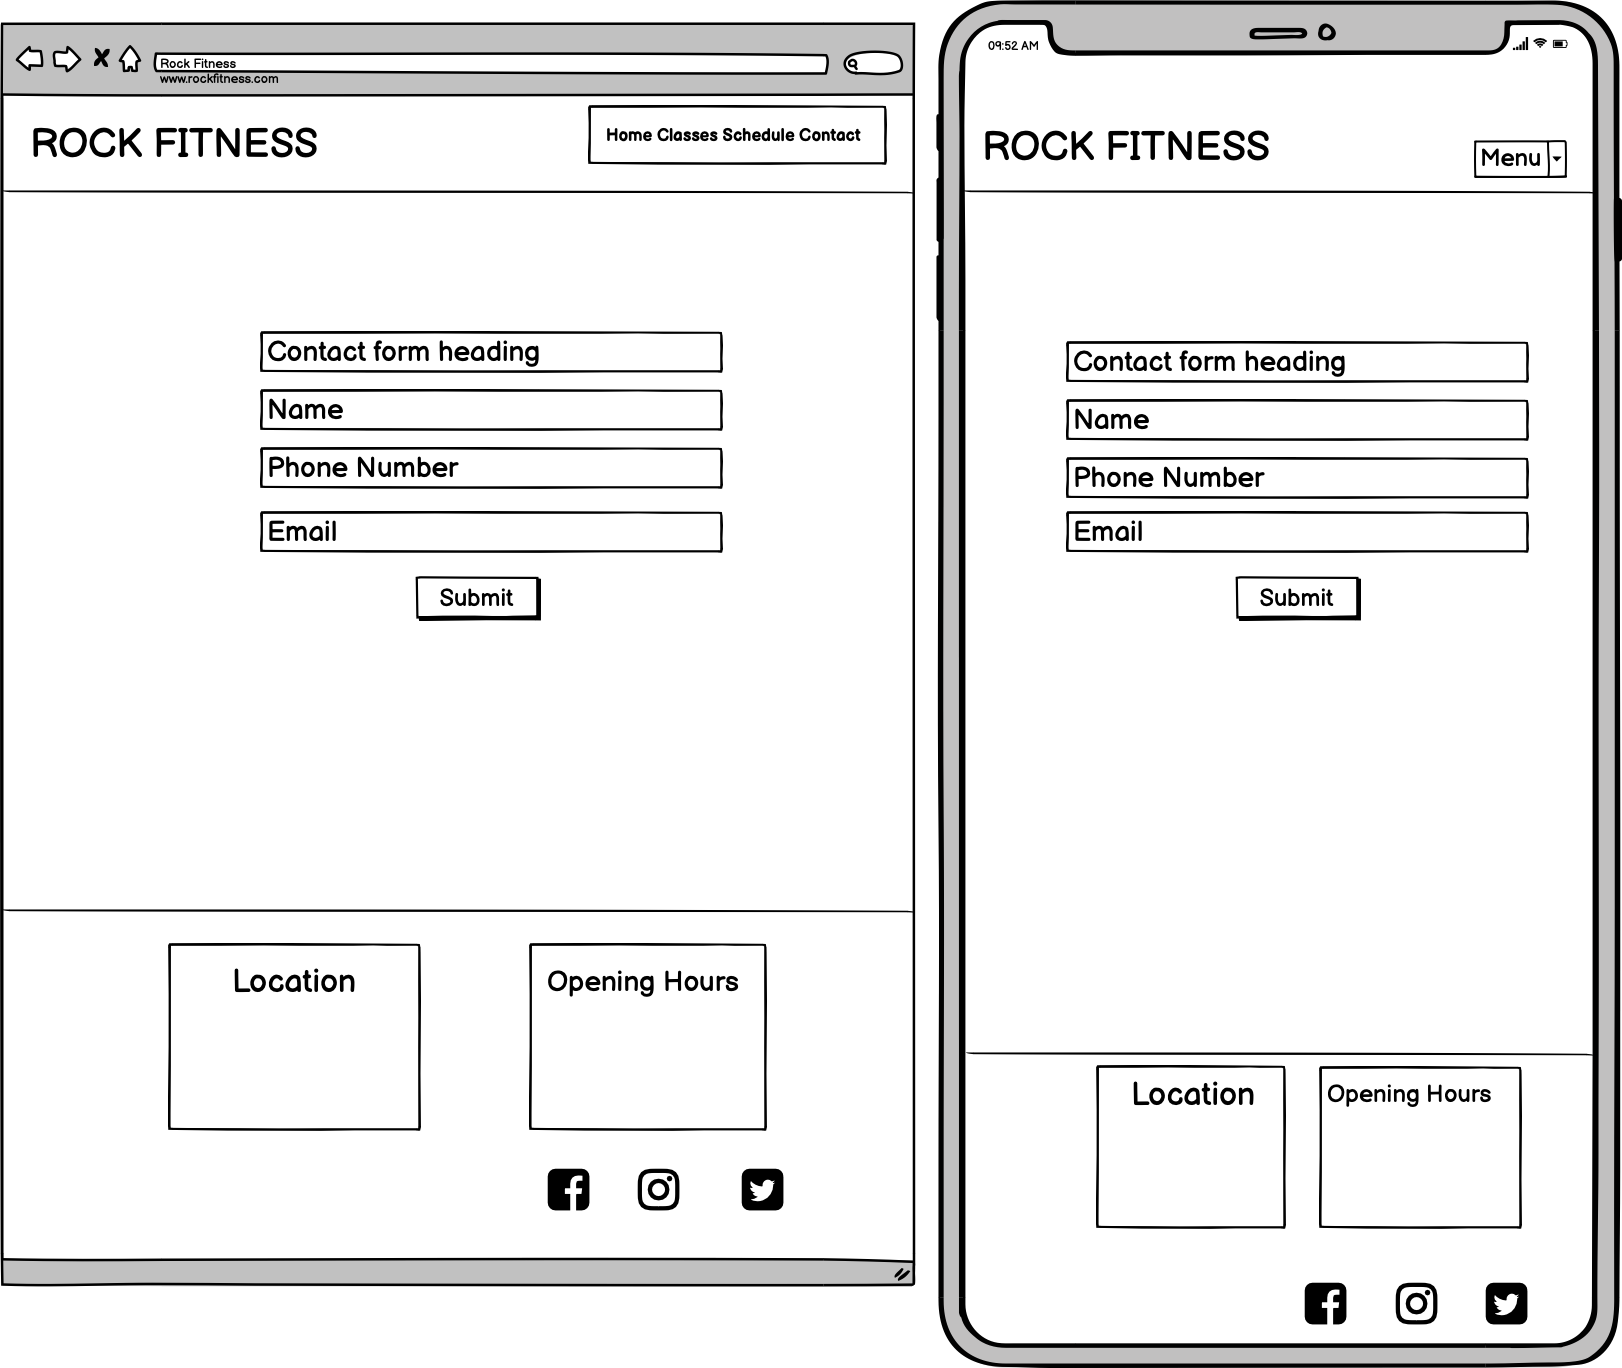 Rock Fitness
www.rockfitness.com
ROCK FITNESS
Home Classes Schedule Contact
Contact form heading
Name
Phone Number
Email
Submit
Location
Opening Hours
09:52 AM
ROCK FITNESS
Menu
Contact form heading
Name
Phone Number
Email
Submit
Location
Opening Hours